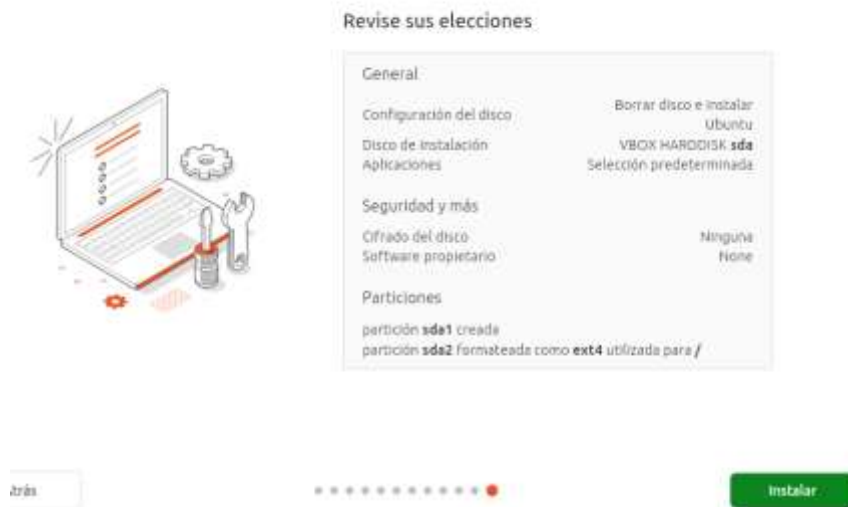 Revise sus elecciones
General
Configuración del disco
Borrar disco e instalar
Ubuntu
Disco de instalación
VBOX HARDDISK sda
Aplicaciones
Selección predeterminada
Seguridad y más
Cifrado del disco
Ninguna
Software propietario
None
Particiones
partición sda1 creada
partición sda2 formateada como ext4 utilizada para /
trás
Instalar